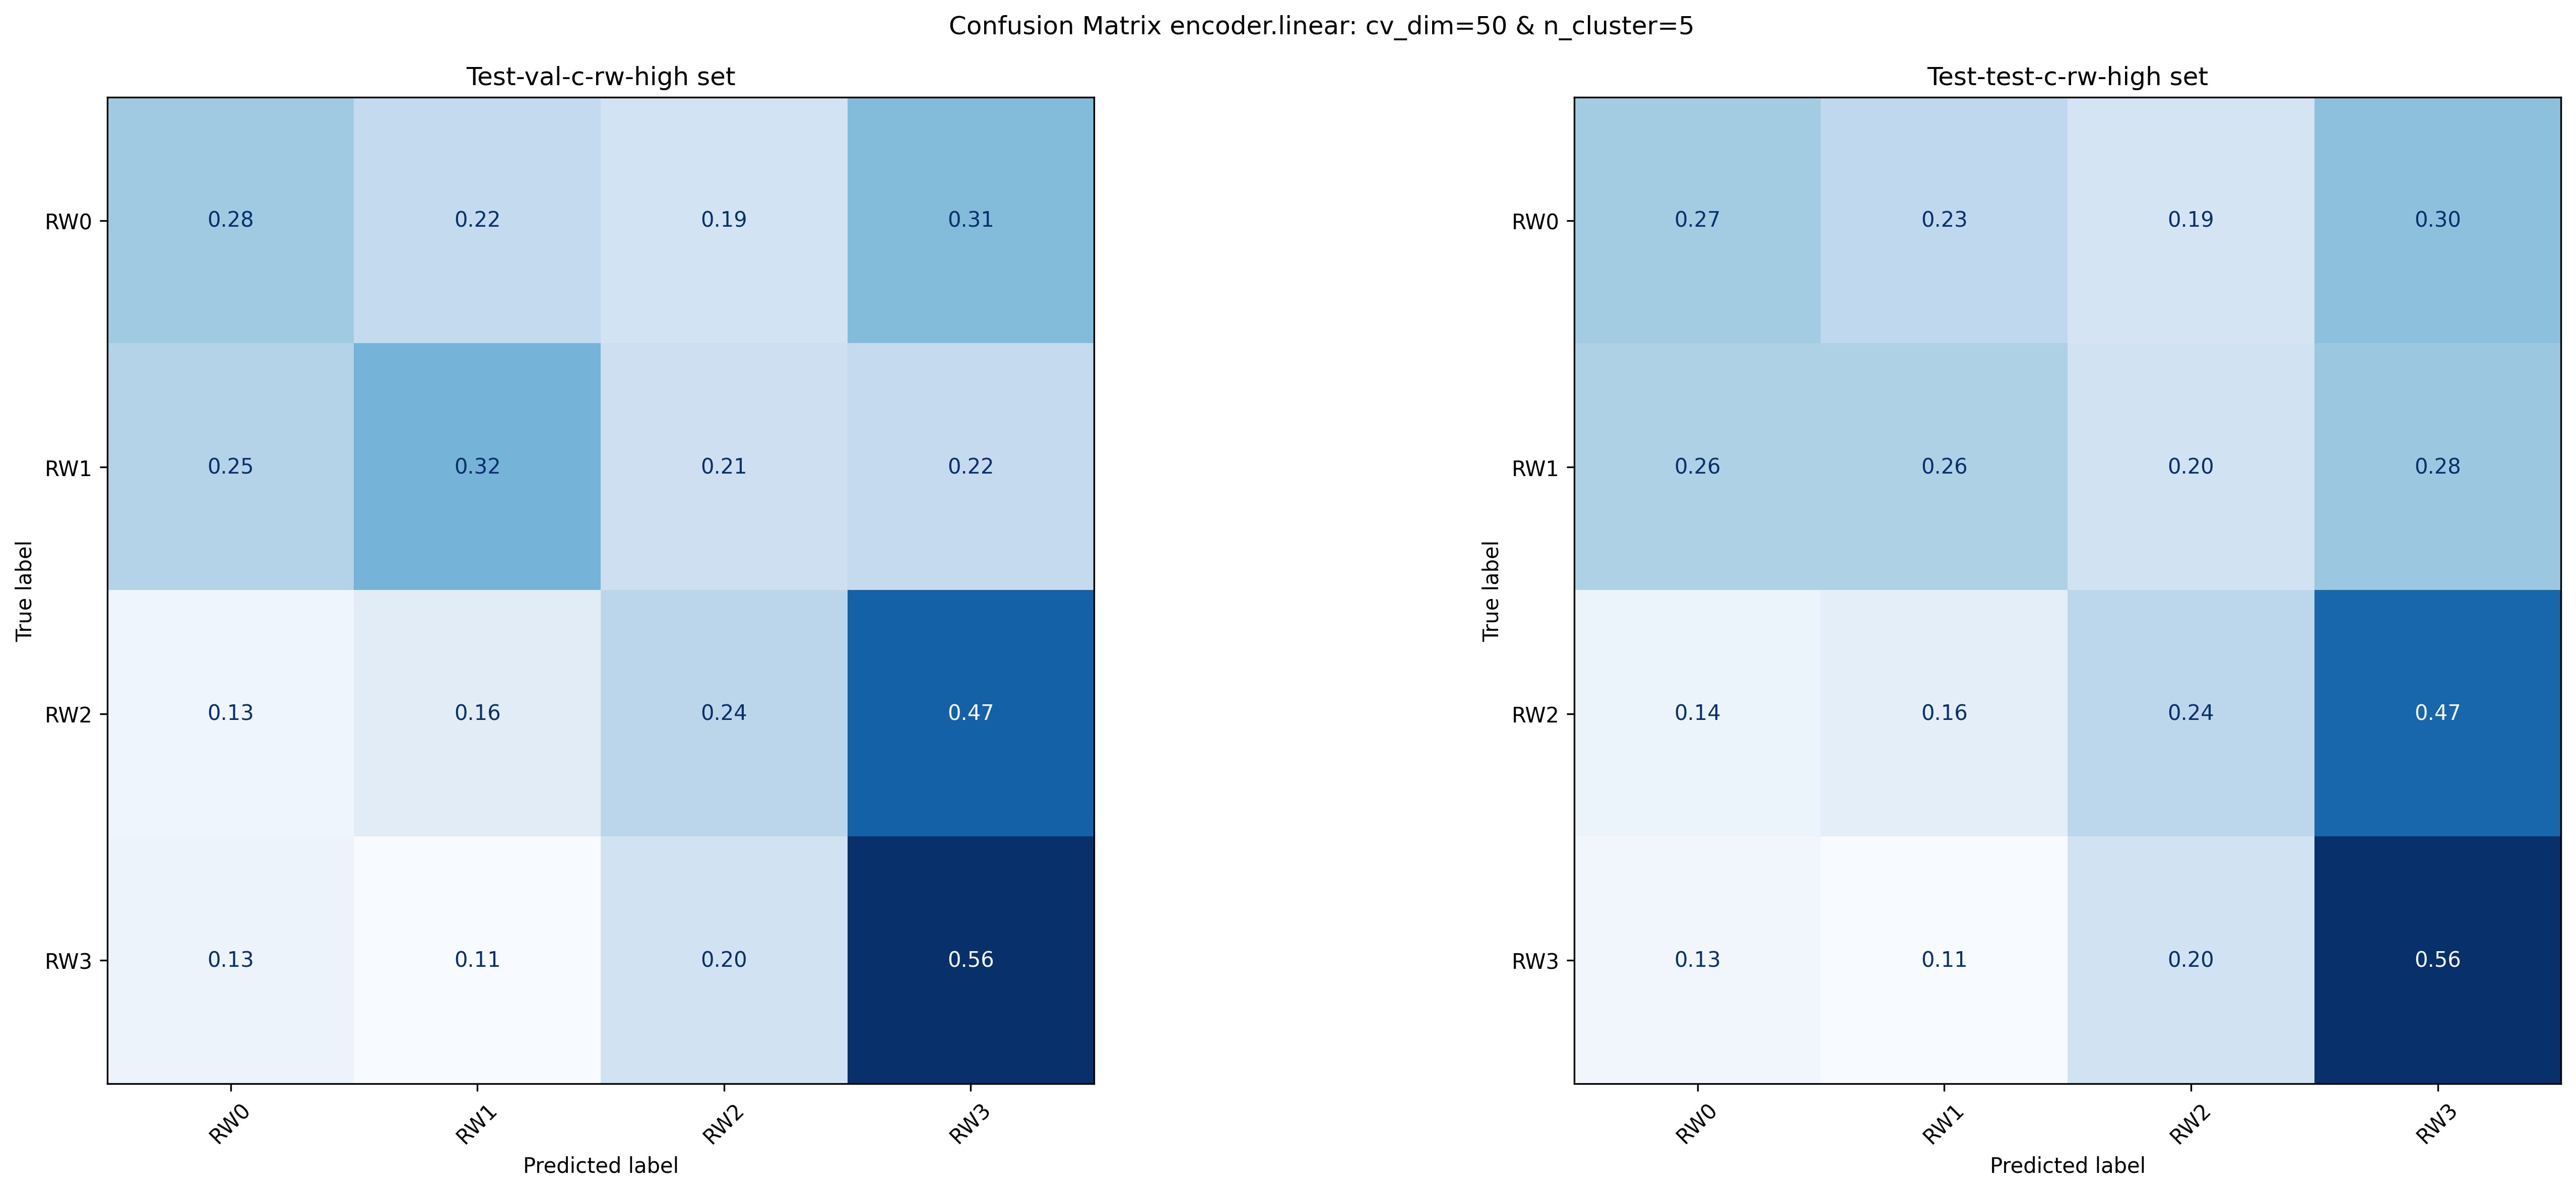 Confusion Matrix encoder.linear: cv_dim=50 & n_cluster=5
Test-val-c-rw-high set
RW0 0.28 0.22 0.19 0.31
RW1 0.25 0.32 0.21 0.22
RW2 0.13 0.16 0.24 0.47
RW3 0.13 0.11 0.20 0.56
True label
RW0 RW1 RW2 RW3
Predicted label
Test-test-c-rw-high set
RW0 0.27 0.23 0.19 0.30
RW1 0.26 0.26 0.20 0.28
RW2 0.14 0.16 0.24 0.47
RW3 0.13 0.11 0.20 0.56
True label
RW0 RW1 RW2 RW3
Predicted label